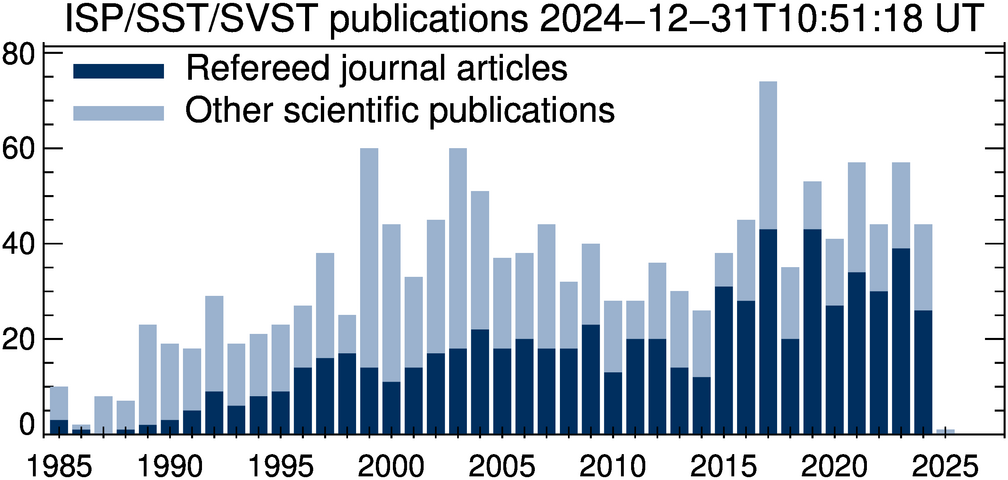 ISP/SST/SVST publications 2024−12−31T10:51:18 UT
80
Refereed journal articles
Other scientific publications
60
40
20
0
1985 1990 1995 2000 2005 2010 2015 2020 2025